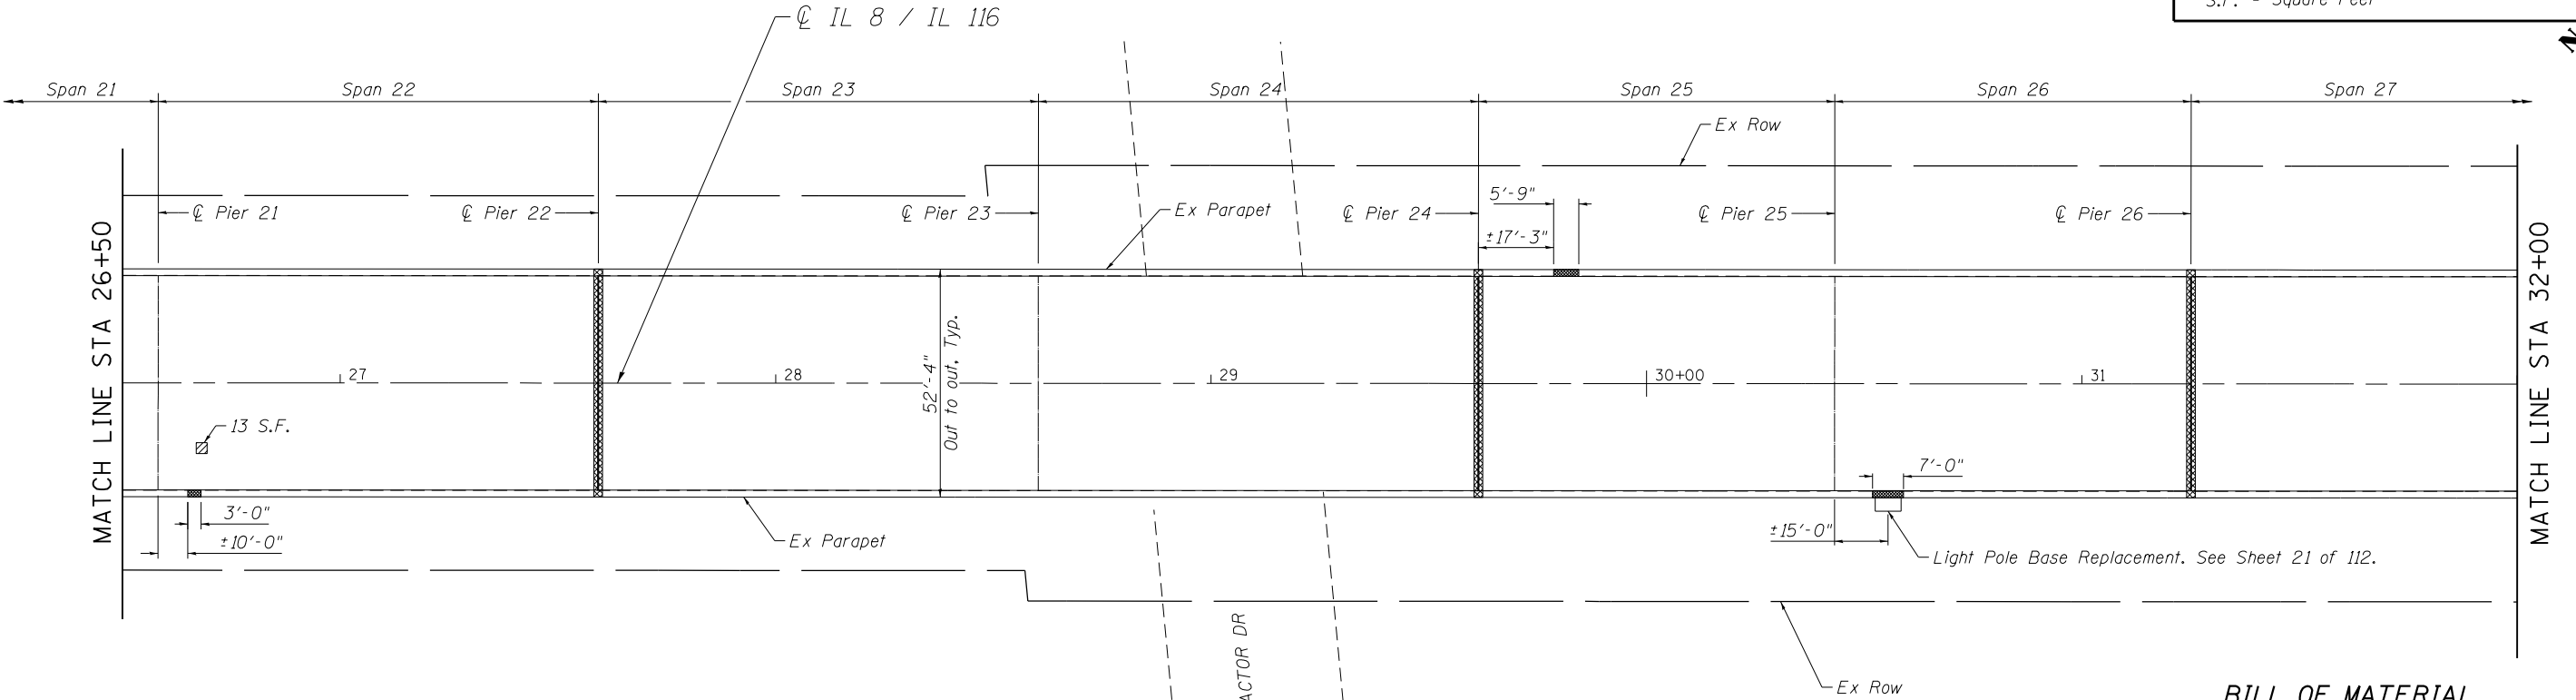 S.F. - Square Feet
N
℄ IL 8 / IL 116
Span 21
Span 22
Span 23
Span 24
Span 25
Span 26
Span 27
Ex Row
℄ Pier 21
℄ Pier 22
℄ Pier 23
Ex Parapet
℄ Pier 24
5'-9"
±17'-3"
℄ Pier 25
℄ Pier 26
MATCH LINE STA 26+50
MATCH LINE STA 32+00
27
28
52'-4"
Out to out, Typ.
29
30+00
31
13 S.F.
3'-0"
±10'-0"
Ex Parapet
7'-0"
±15'-0"
Light Pole Base Replacement. See Sheet 21 of 112.
ACTOR DR
Ex Row
BILL OF MATERIAL